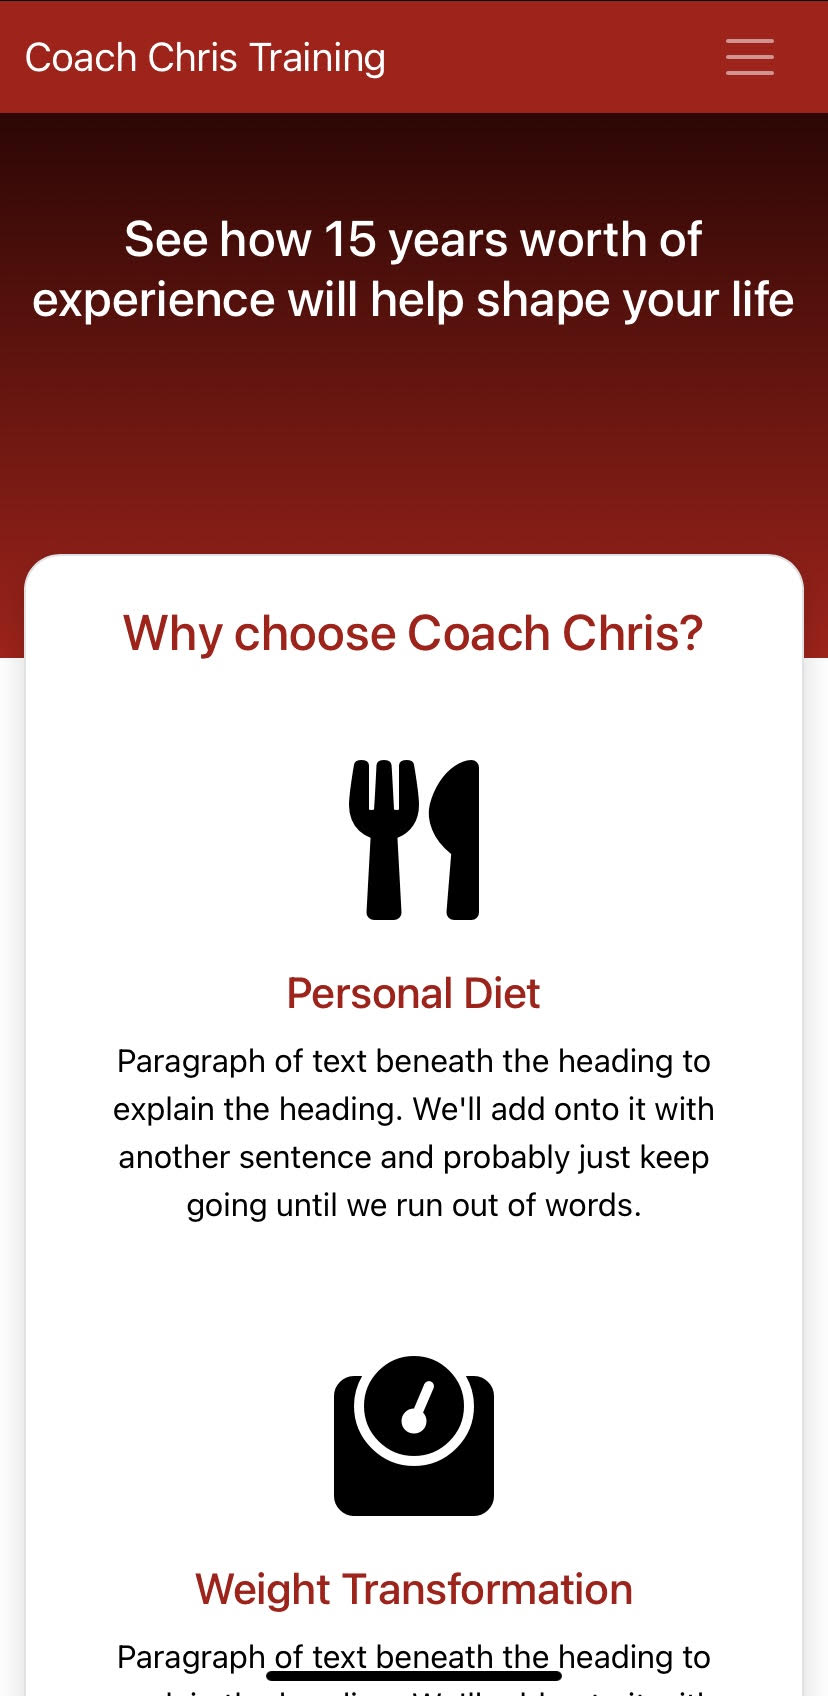 Coach Chris Training
See how 15 years worth of
experience will help shape your life
Why choose Coach Chris?
Personal Diet
Paragraph of text beneath the heading to
explain the heading. We'll add onto it with
another sentence and probably just keep
going until we run out of words.
Weight Transformation
Paragraph of text beneath the heading to